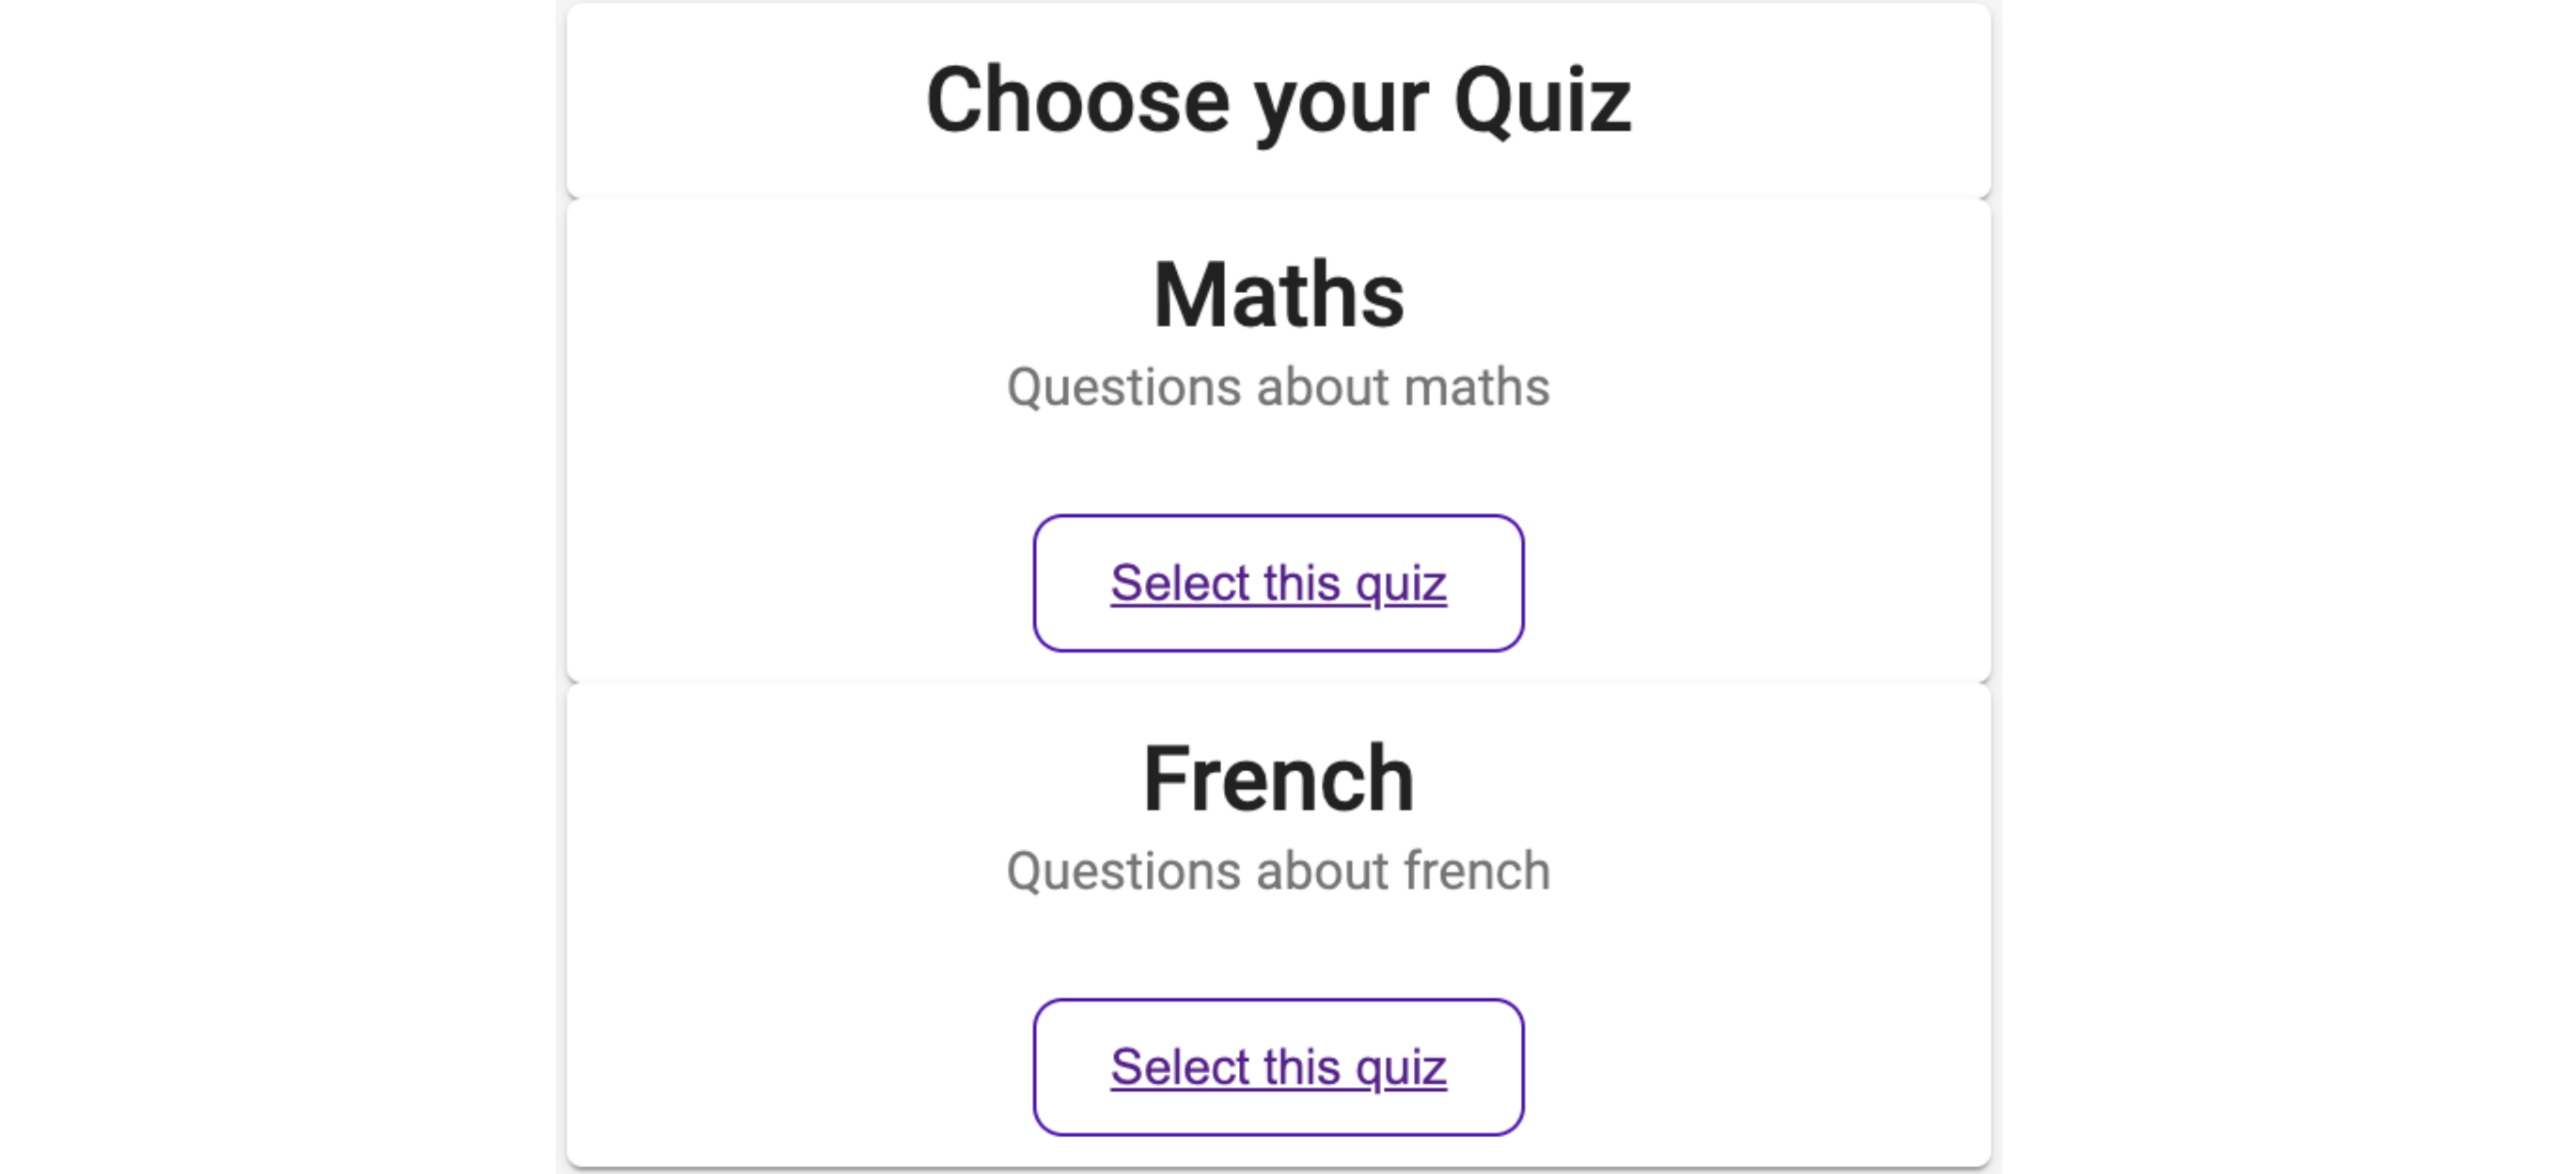 Choose your Quiz
Maths
Questions about maths
Select this quiz
French
Questions about french
Select this quiz